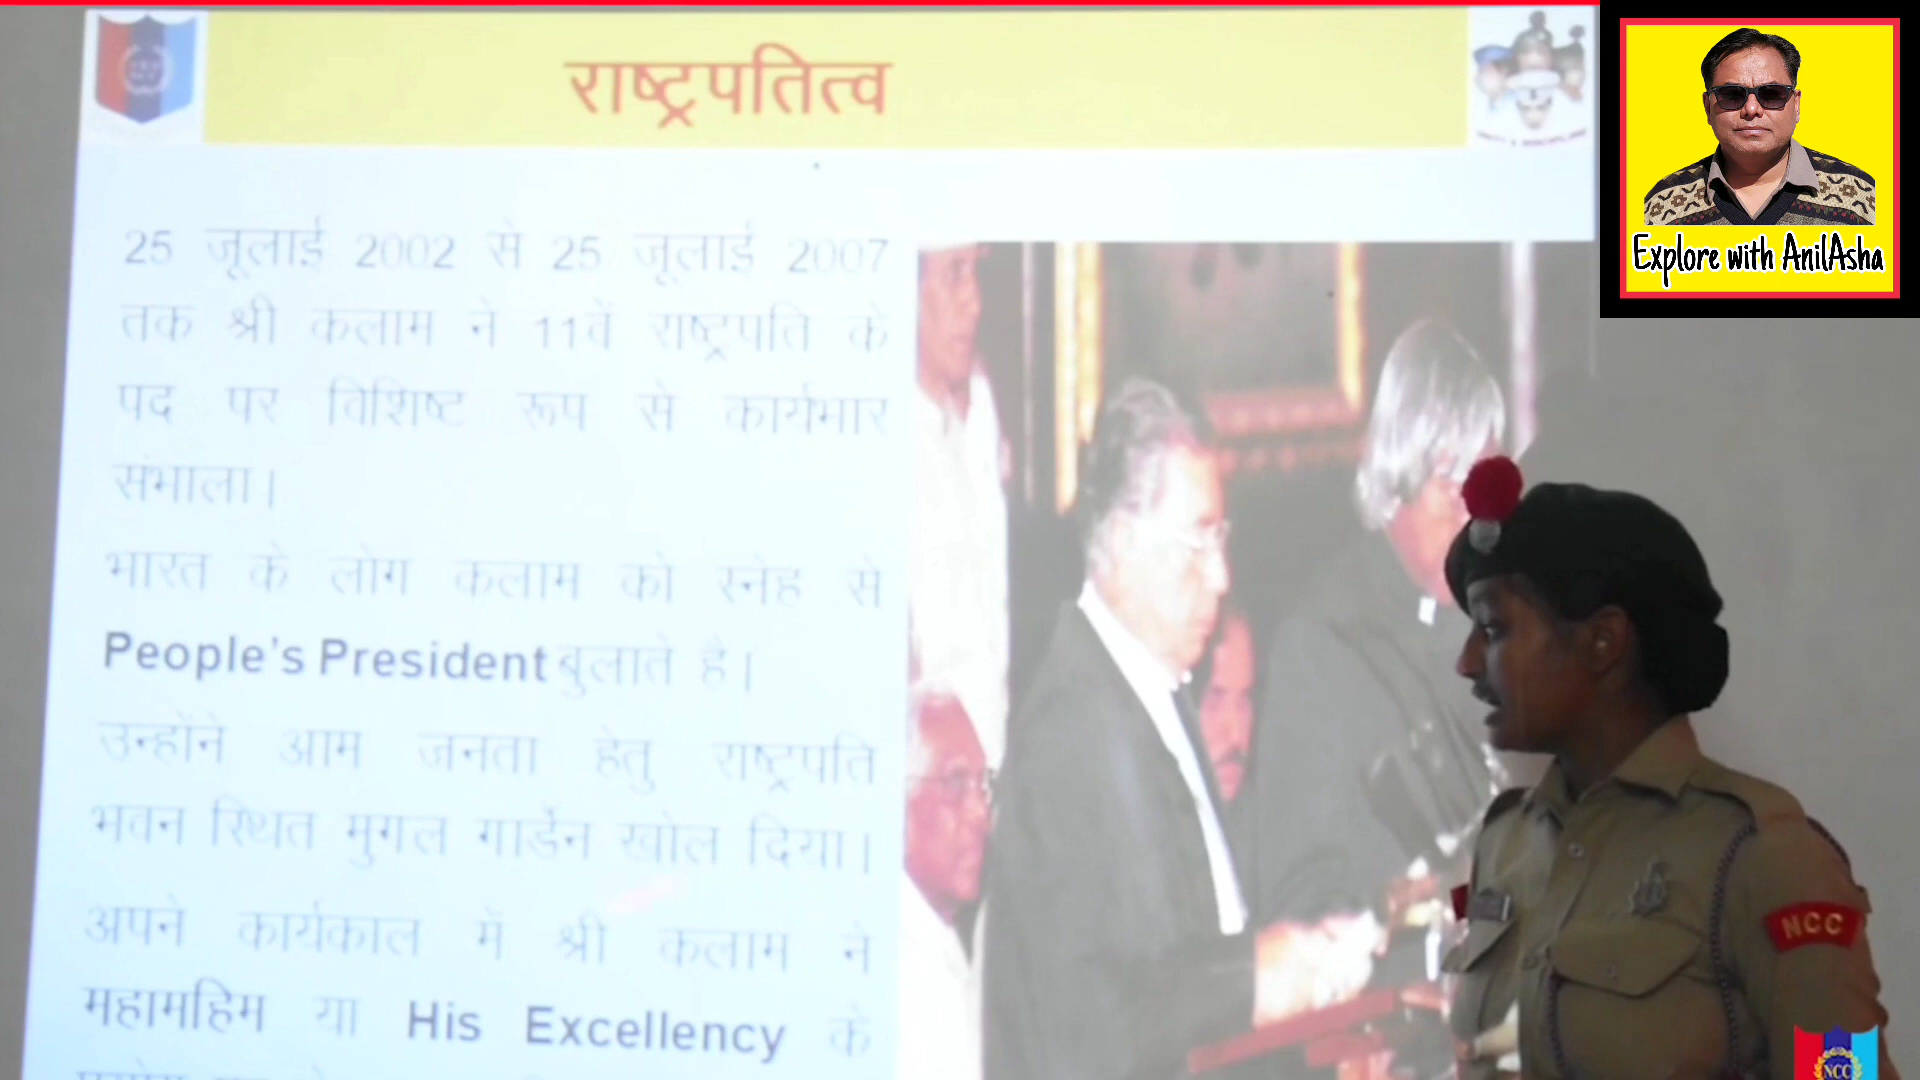 राष्ट्रपतित्व
25 जूलाई 2002 से 25 जूलाई 2007
तक श्री कलाम ने 11वें राष्ट्रपति के
पद पर विशिष्ट रूप से कार्यभार
संभाला।
भारत के लोग कलाम को स्नेह से
People's President बुलाते है।
उन्होंने आम जनता हेतु राष्ट्रपति
भवन स्थित मुगल गार्डेन खोल दिया।
अपने कार्यकाल में श्री कलाम ने
महामहिम या His Excellency के
Explore with AnilAsha
NCC
NCC